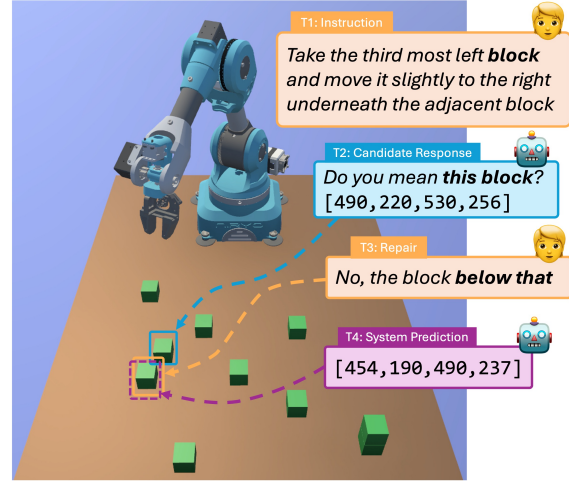 T1: Instruction
Take the third most left block
and move it slightly to the right
underneath the adjacent block
T2: Candidate Response
Do you mean this block?
[490,220,530,256]
T3: Repair
No, the block below that
T4: System Prediction
[454,190,490,237]